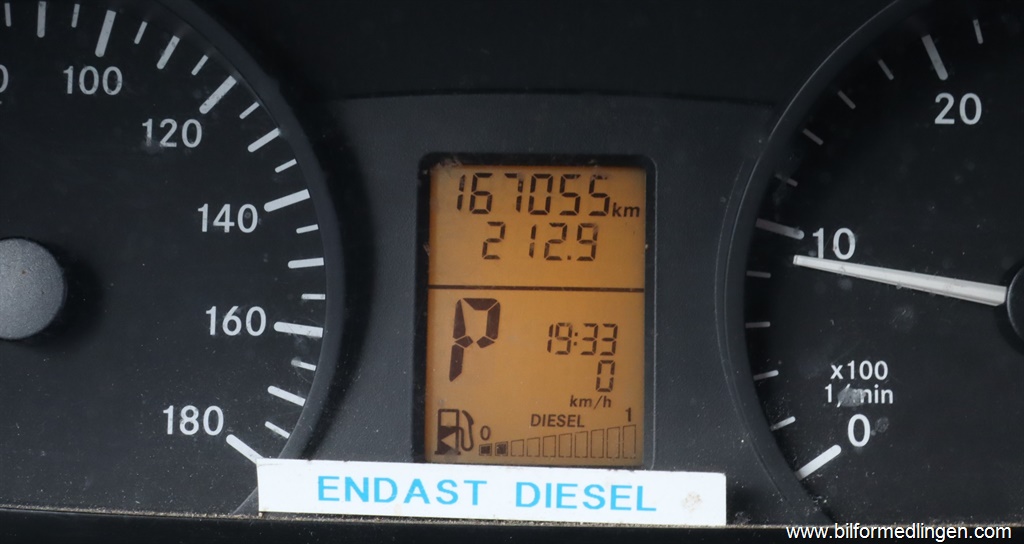 100
120
140
160
180
167055 km
212.9
P
19:33
0
km/h
0 DIESEL 1
20
10
x100
1/min
0
ENDAST DIESEL
www.bilformedlingen.com